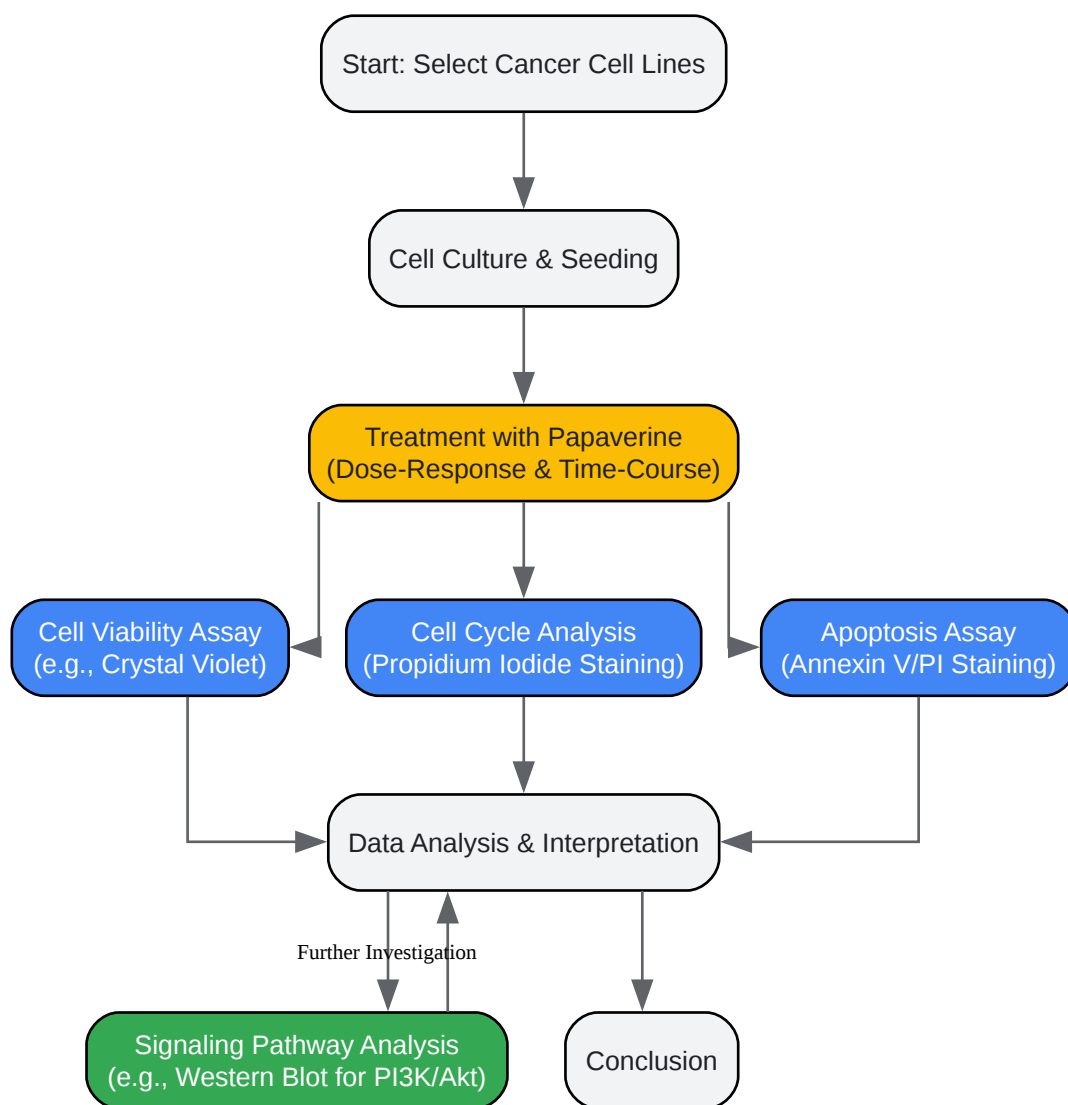 Start: Select Cancer Cell Lines
Cell Culture & Seeding
Treatment with Papaverine
(Dose-Response & Time-Course)
Cell Viability Assay
(e.g., Crystal Violet)
Cell Cycle Analysis
(Propidium Iodide Staining)
Apoptosis Assay
(Annexin V/PI Staining)
Data Analysis & Interpretation
Further Investigation
Signaling Pathway Analysis
(e.g., Western Blot for PI3K/Akt)
Conclusion